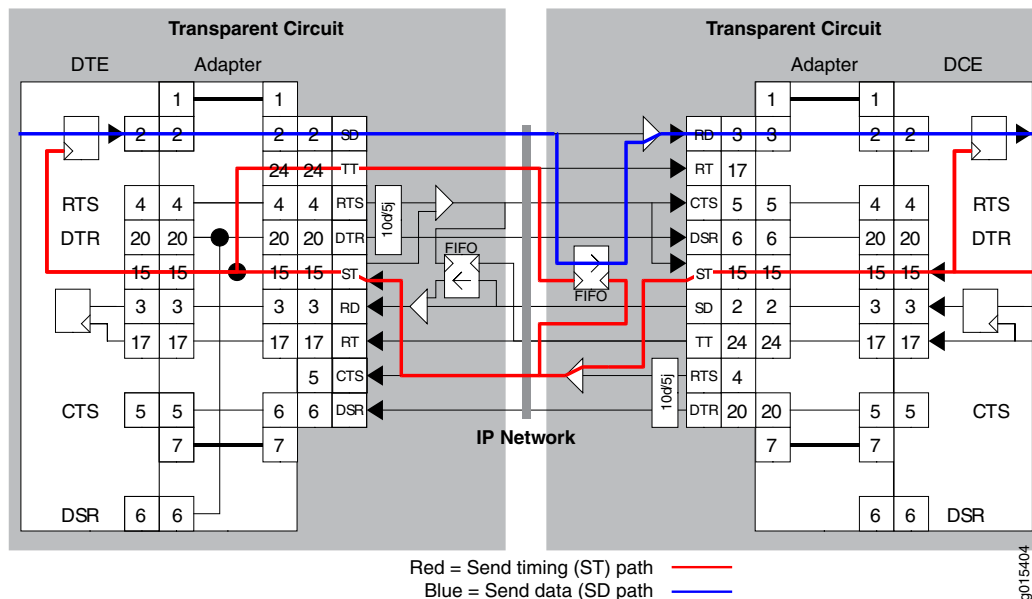 Transparent Circuit Transparent Circuit
DTE Adapter Adapter DCE
1 1 1 1
2 2 2 2 SD RD 3 3 2 2
24 24 TT RT 17
RTS 4 4 4 4 RTS 10d/5j CTS 5 5 4 4 RTS
DTR 20 20 20 20 DTR DSR 6 6 20 20 DTR
FIFO
15 15 15 15 ST ST 15 15 15 15
FIFO
3 3 3 3 RD SD 2 2 3 3
17 17 17 17 RT TT 24 24 17 17
5 CTS 10d/5j RTS 4
CTS 5 5 6 6 DSR DTR 20 20 5 5 CTS
IP Network
7 7 7 7
DSR 6 6 6 6 DSR
Red = Send timing (ST) path
Blue = Send data (SD path
g015404